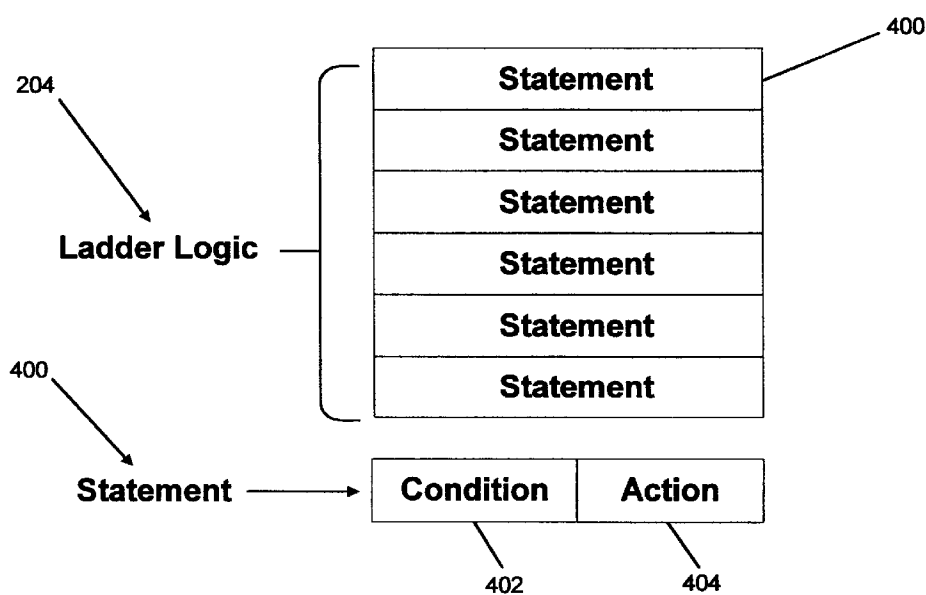 400
Statement
204
Statement
Statement
Ladder Logic
Statement
Statement
400
Statement
Statement
Condition Action
402
404